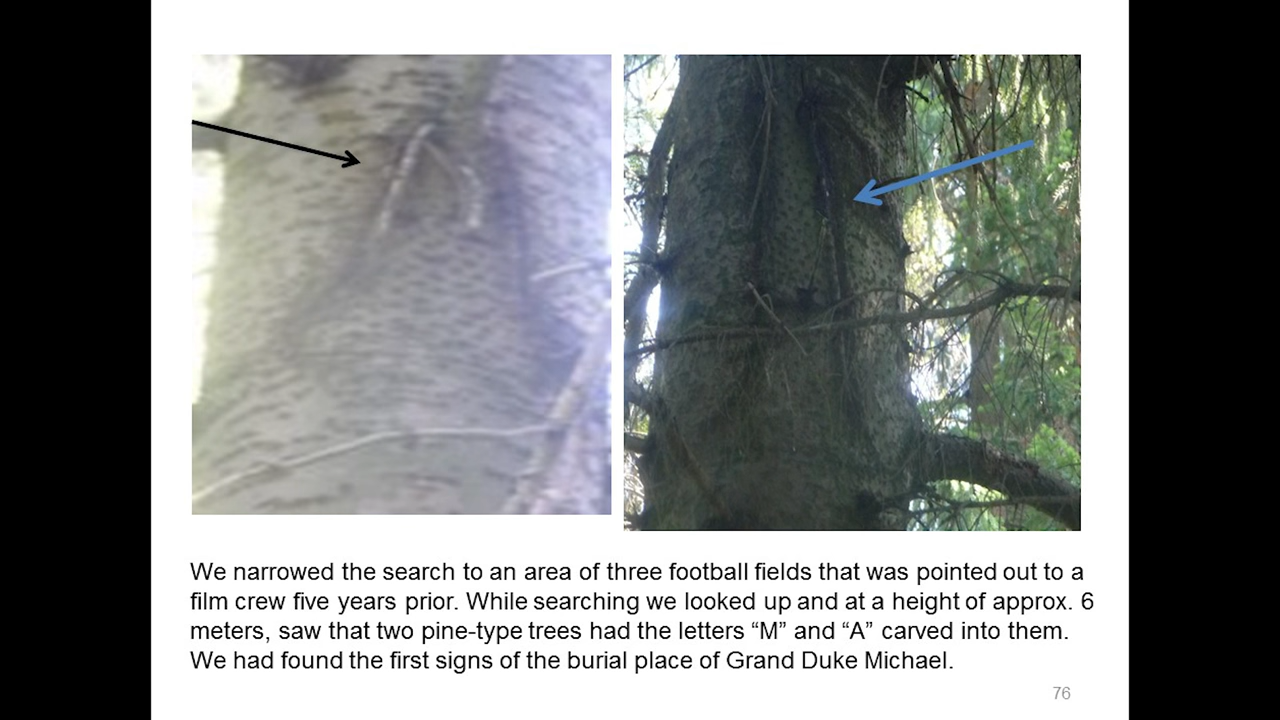 We narrowed the search to an area of three football fields that was pointed out to a
film crew five years prior. While searching we looked up and at a height of approx. 6
meters, saw that two pine-type trees had the letters “M” and “A” carved into them.
We had found the first signs of the burial place of Grand Duke Michael.
76